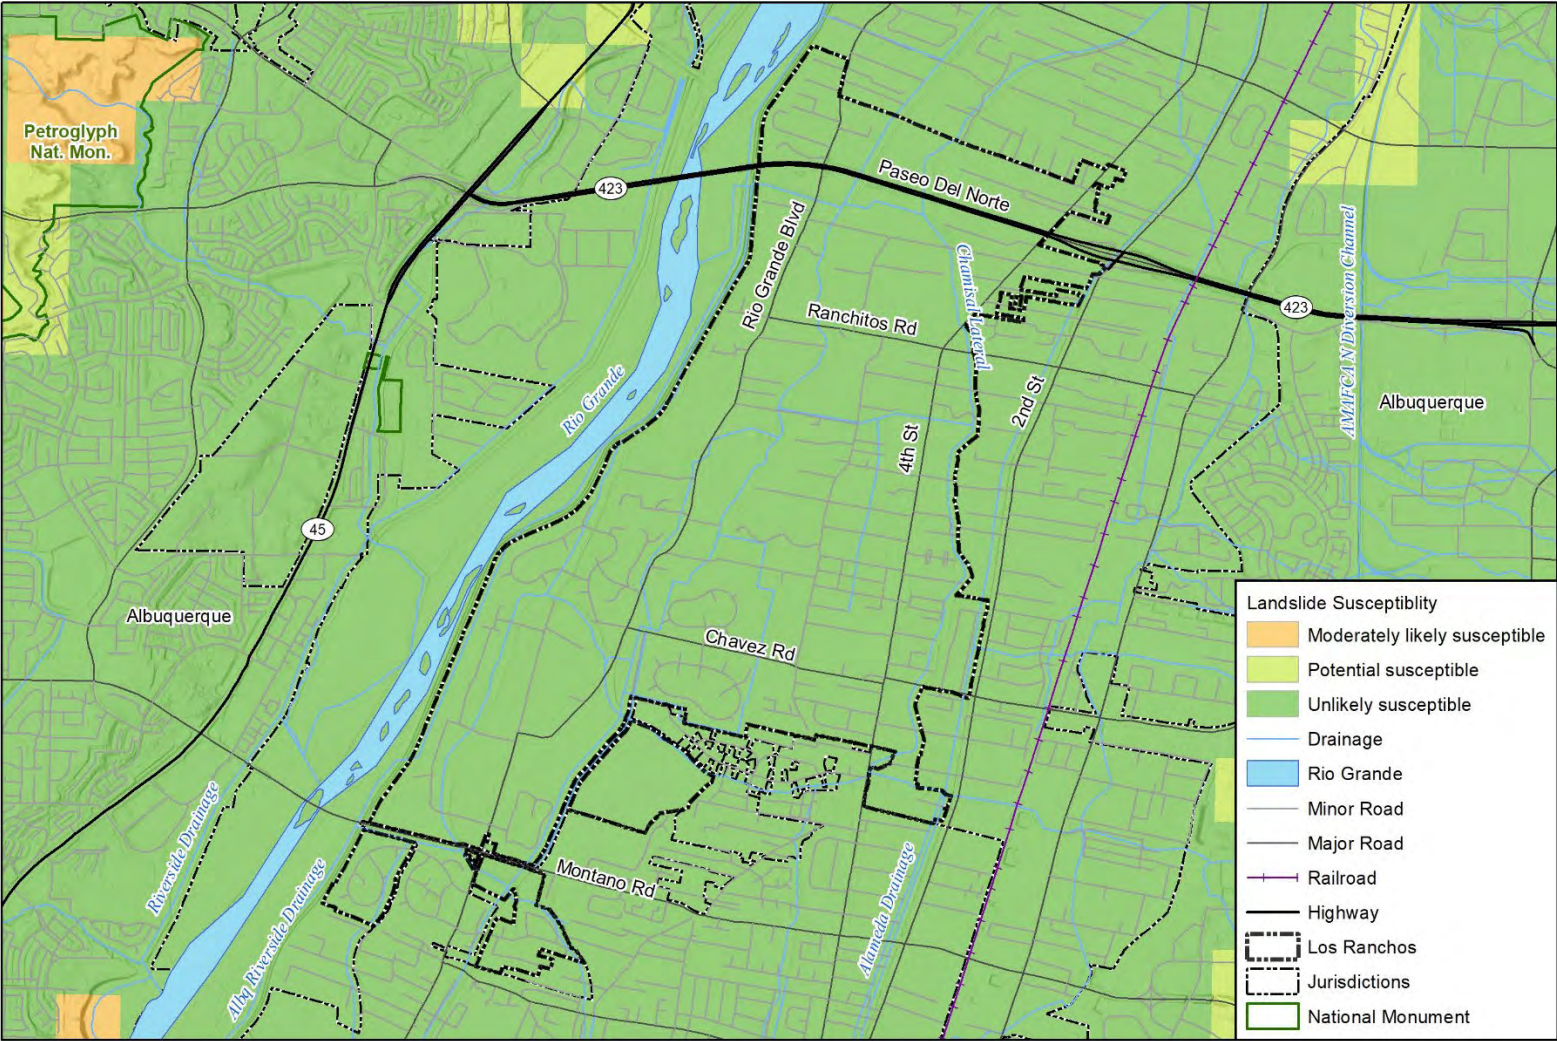 Petroglyph
Nat. Mon.
423
Paseo Del Norte
Rio Grande Blvd
Chamisal Lateral
AMAFCAN Diversion Channel
Ranchitos Rd
423
Rio Grande
2nd St
Albuquerque
4th St
45
Albuquerque
Chavez Rd
Riverside Drainage
Albq Riverside Drainage
Montano Rd
Alameda Drainage
Landslide Susceptiblity
Moderately likely susceptible
Potential susceptible
Unlikely susceptible
Drainage
Rio Grande
Minor Road
Major Road
Railroad
Highway
Los Ranchos
Jurisdictions
National Monument